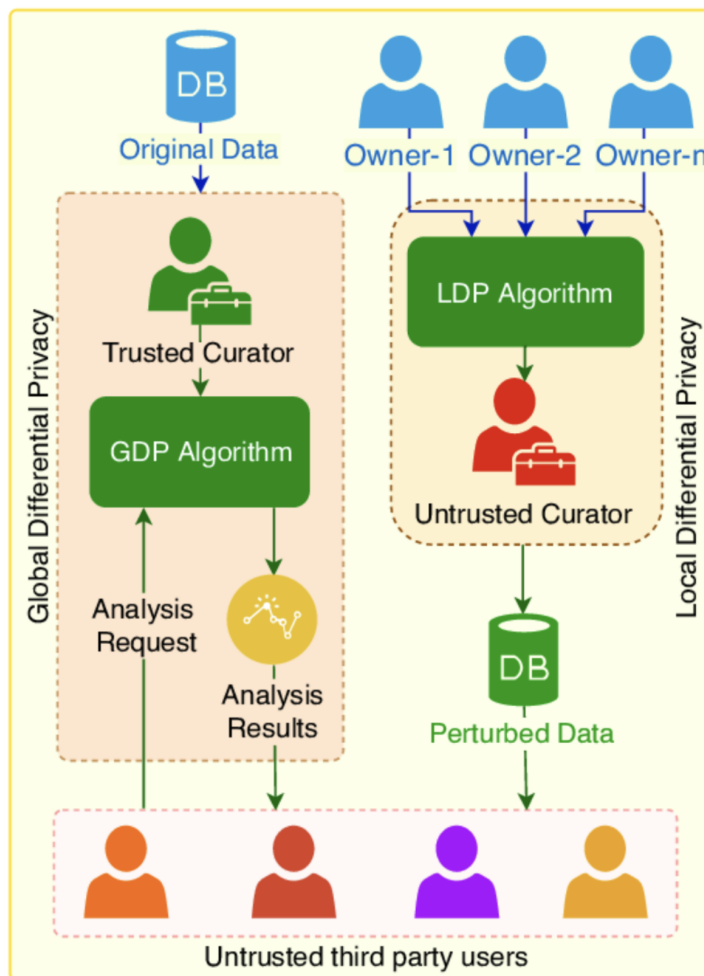 DB
Original Data
Owner-1
Owner-2
Owner-n
Global Differential Privacy
Trusted Curator
GDP Algorithm
Analysis
Request
Analysis
Results
LDP Algorithm
Untrusted Curator
Local Differential Privacy
DB
Perturbed Data
Untrusted third party users